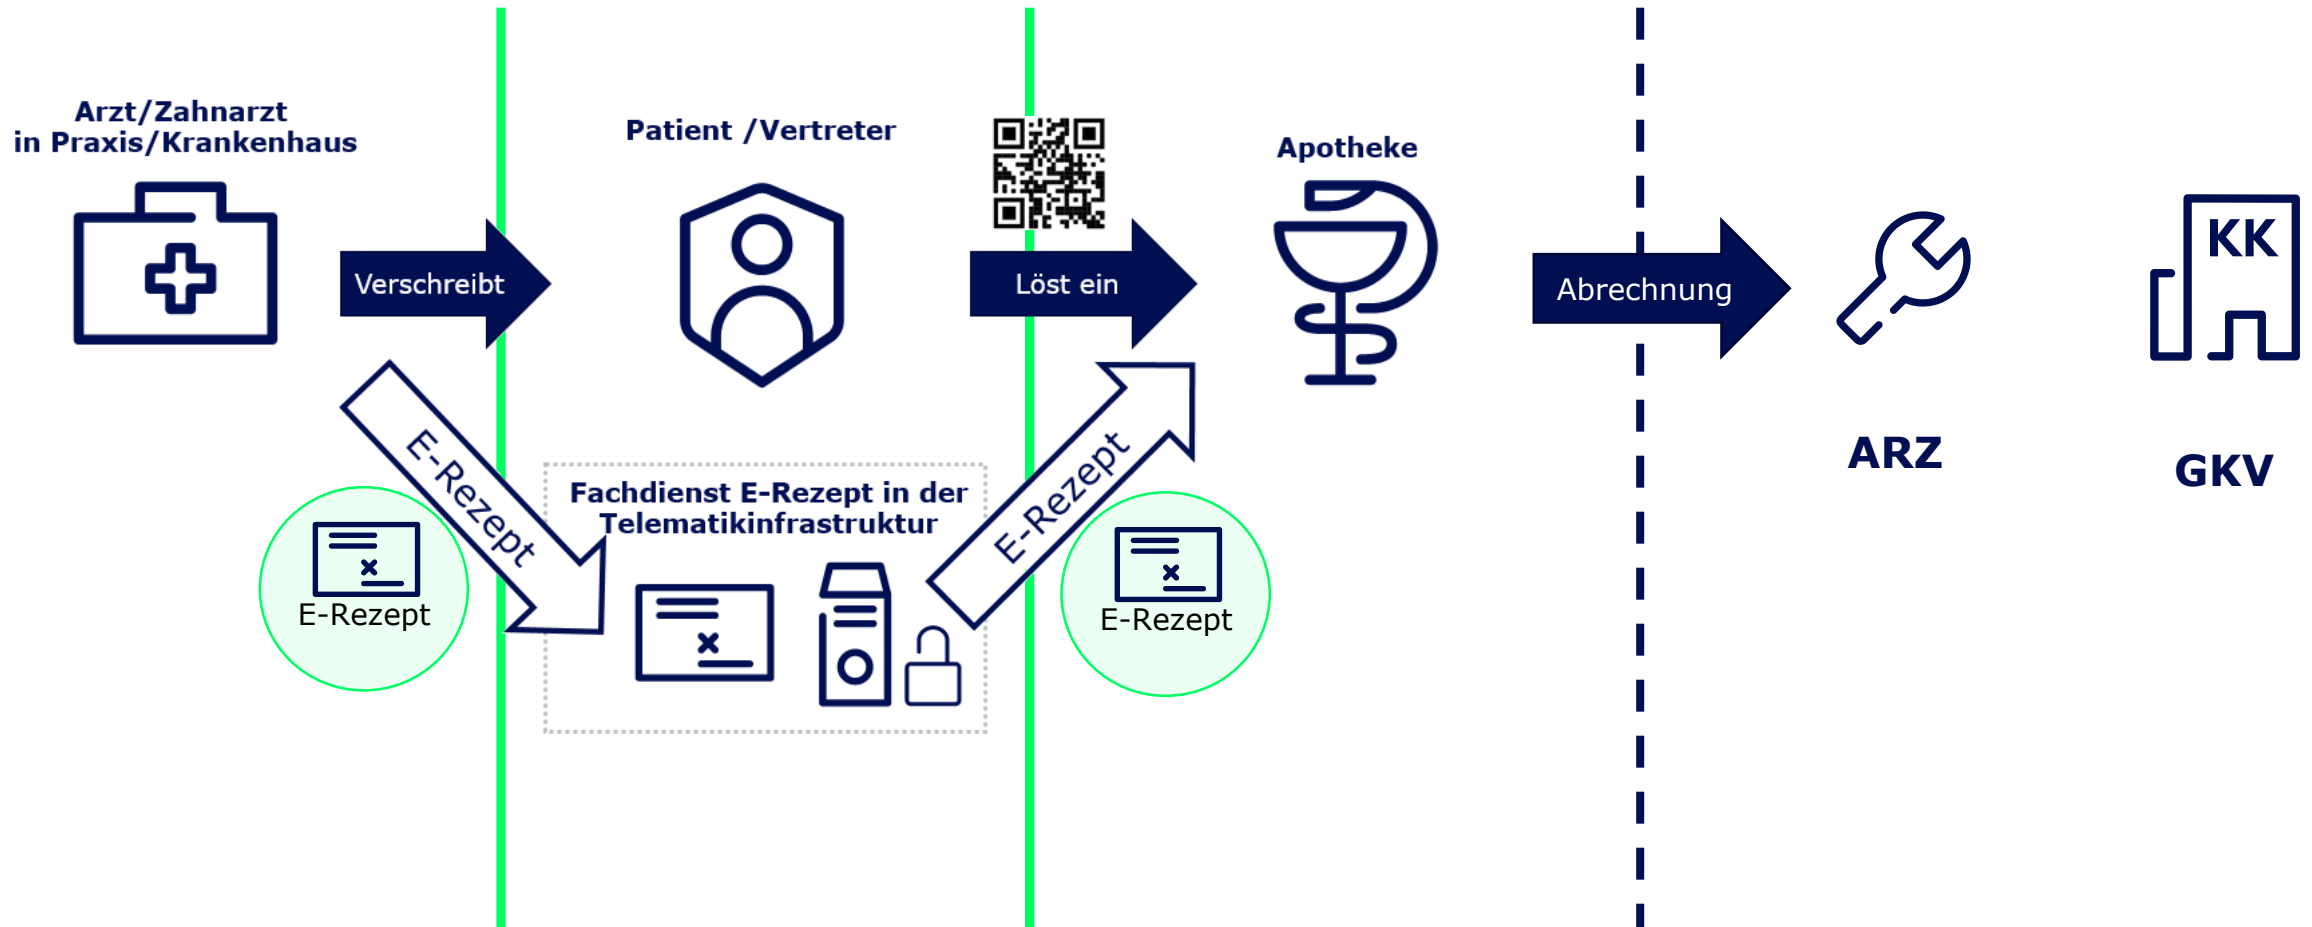 Arzt/Zahnarzt
in Praxis/Krankenhaus
Patient /Vertreter
Apotheke
Verschreibt
Löst ein
Abrechnung
KK
ARZ
GKV
E-Rezept
E-Rezept
Fachdienst E-Rezept in der
Telematikinfrastruktur
E-Rezept
E-Rezept